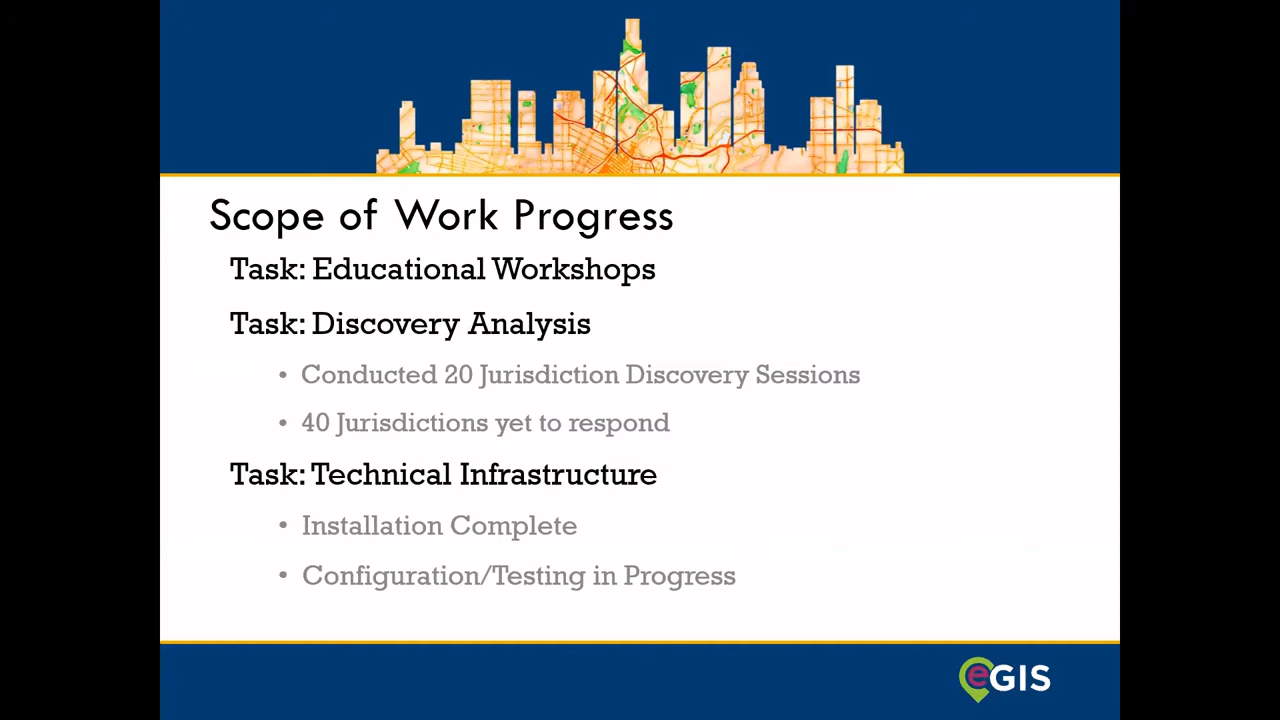 Scope of Work Progress
Task: Educational Workshops
Task: Discovery Analysis
• Conducted 20 Jurisdiction Discovery Sessions
• 40 Jurisdictions yet to respond
Task: Technical Infrastructure
• Installation Complete
• Configuration/Testing in Progress
eGIS